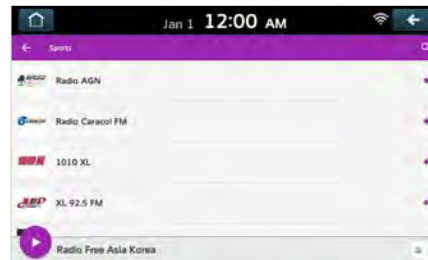 Jan 1 12:00 AM
Sports
Radio AGN
Radio Caracol FM
1010 XL
XL 92.5 FM
Radio Free Asia Korea